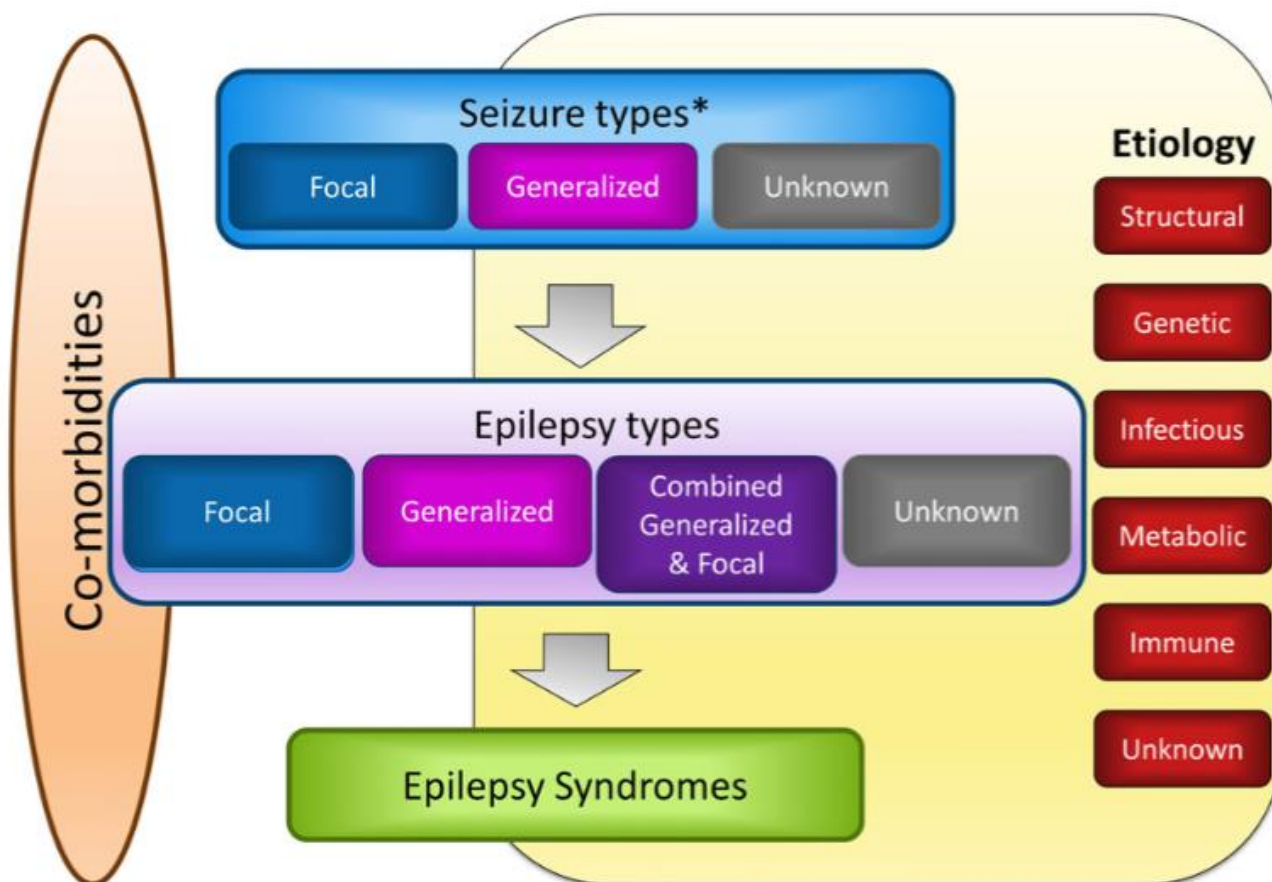 Co-morbidities
Seizure types*
Focal
Generalized
Unknown
Epilepsy types
Focal
Generalized
Combined
Generalized
& Focal
Unknown
Epilepsy Syndromes
Etiology
Structural
Genetic
Infectious
Metabolic
Immune
Unknown